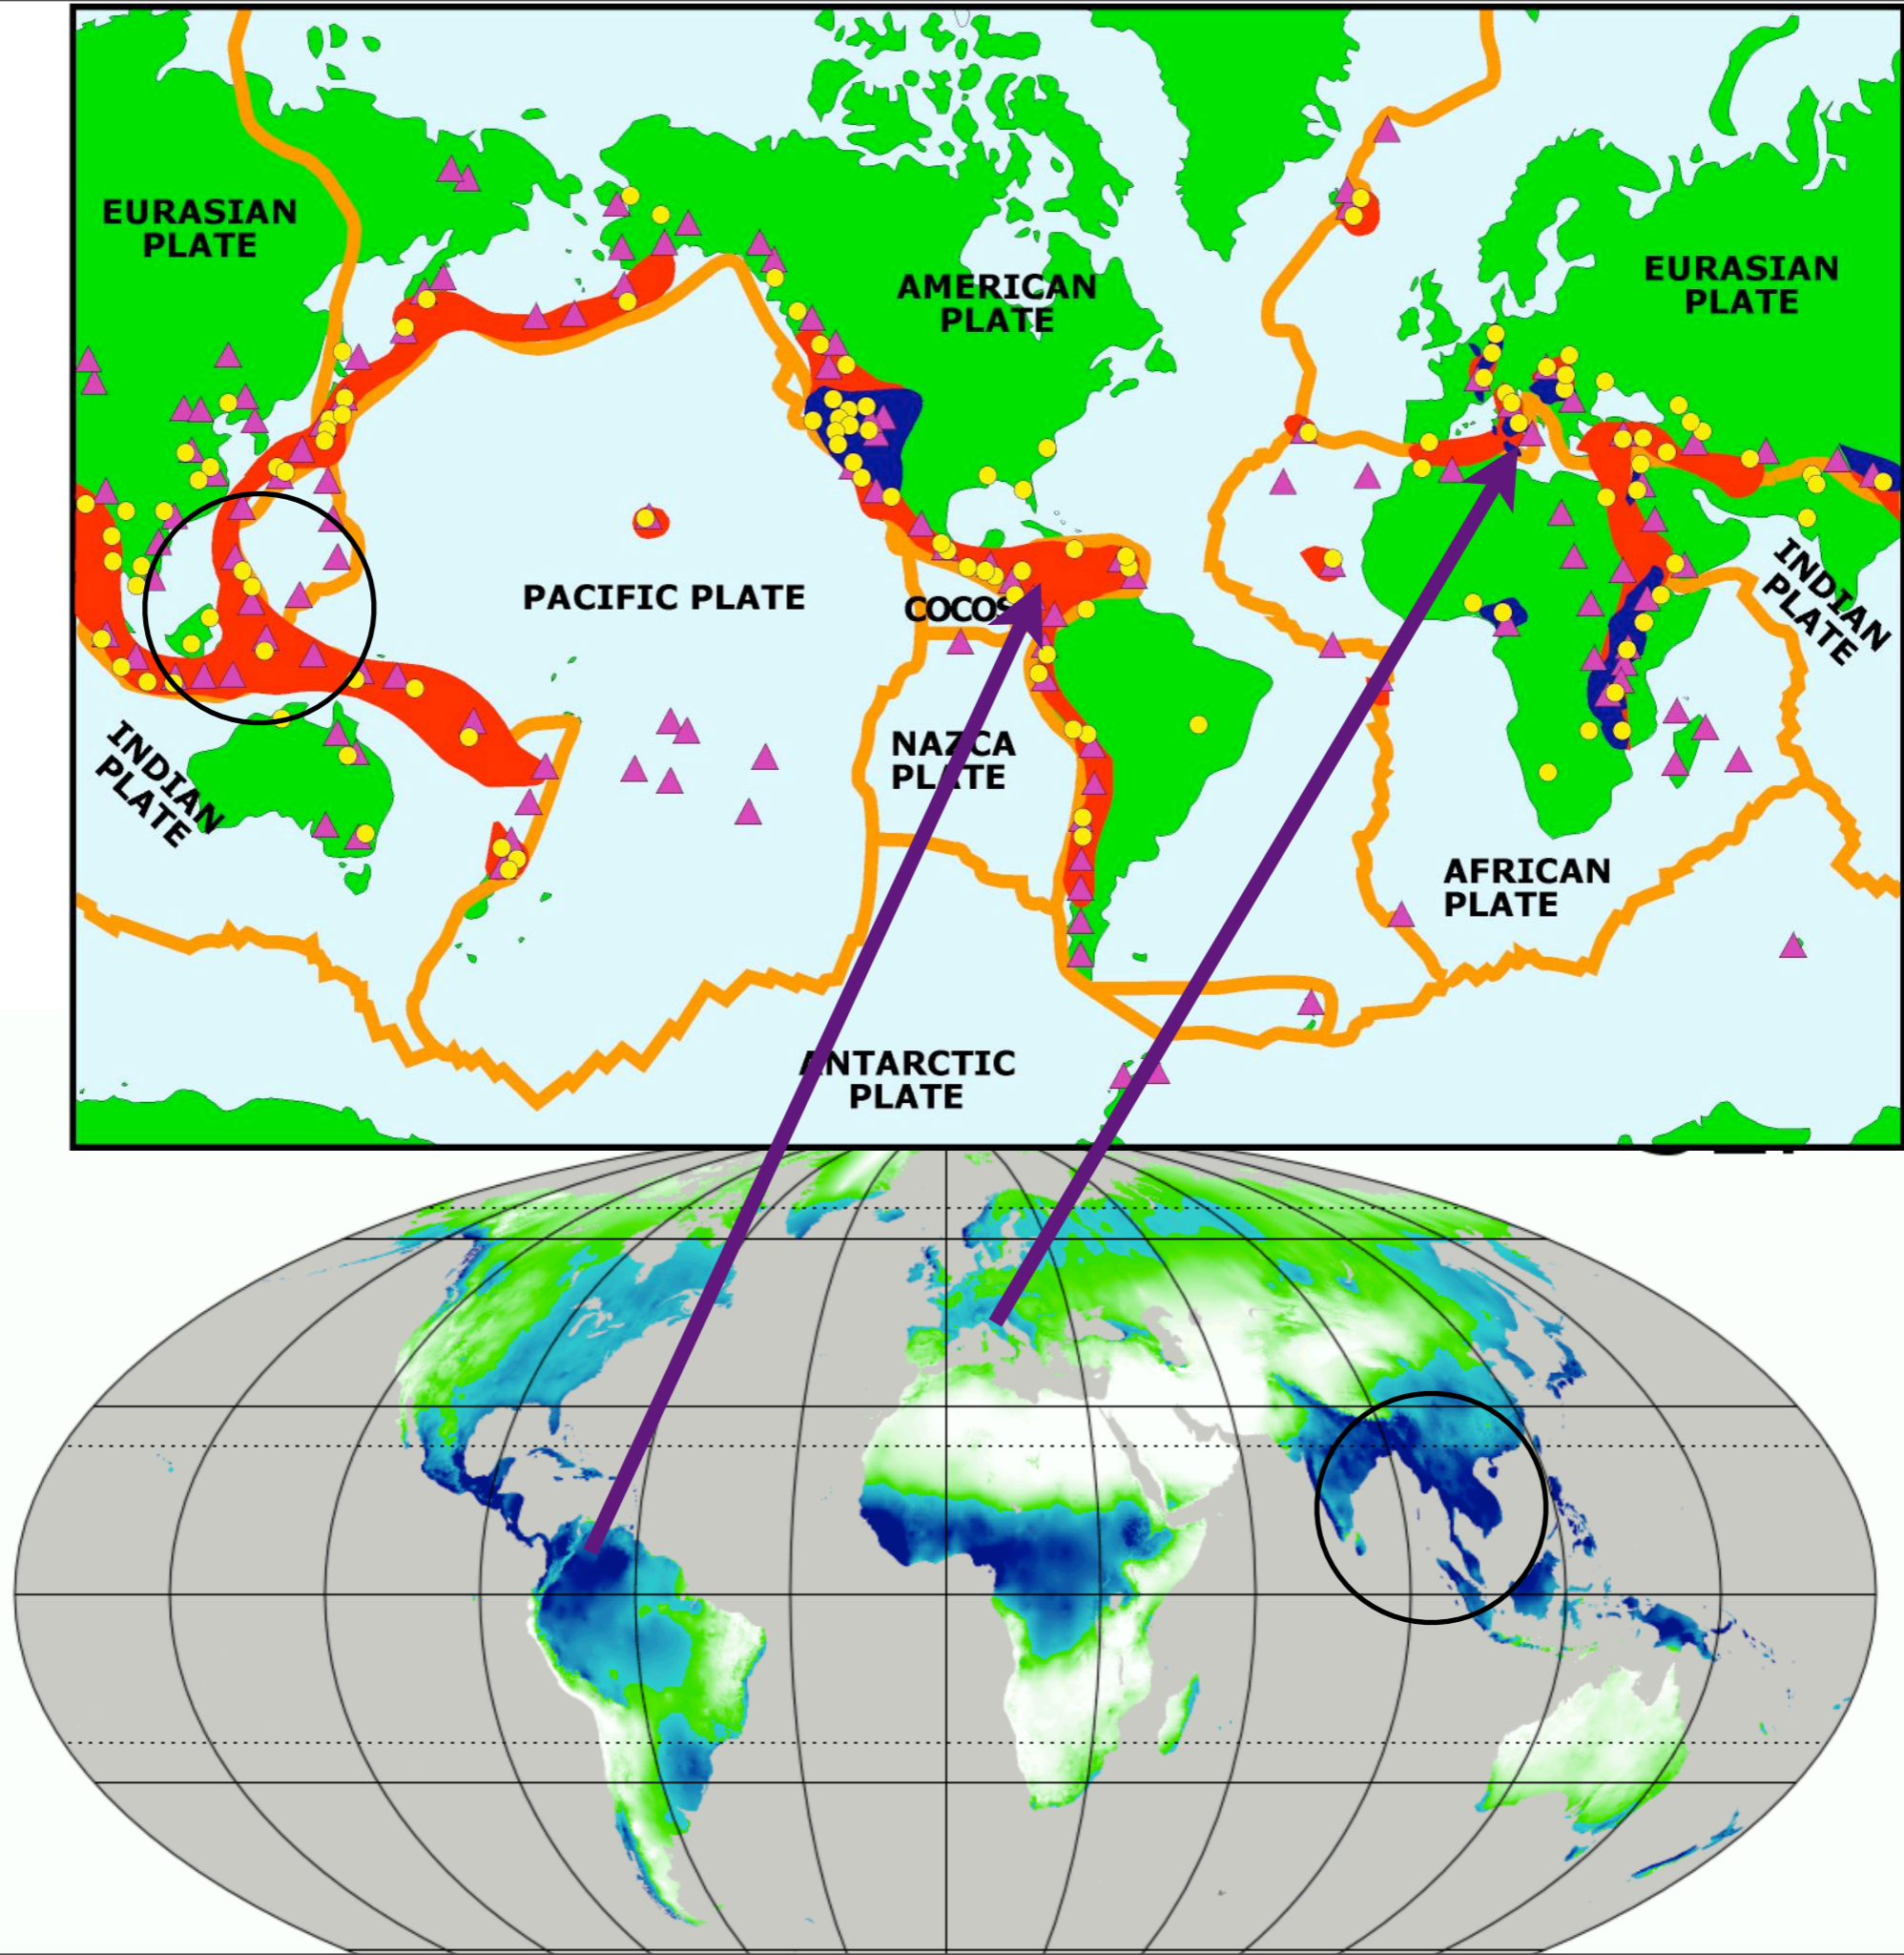 EURASIAN
PLATE
AMERICAN
PLATE
EURASIAN
PLATE
PACIFIC PLATE
COCOS
INDIAN
PLATE
NAZCA
PLATE
INDIAN
PLATE
AFRICAN
PLATE
ANTARCTIC
PLATE